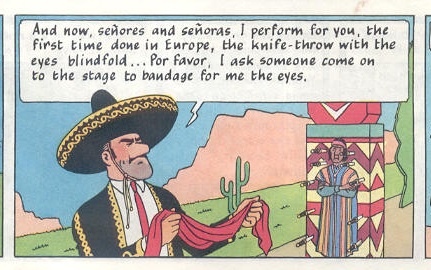 And now, señores and señoras, I perform for you, the
first time done in Europe, the knife-throw with the
eyes blindfold... Por favor, I ask someone come on
to the stage to bandage for me the eyes.